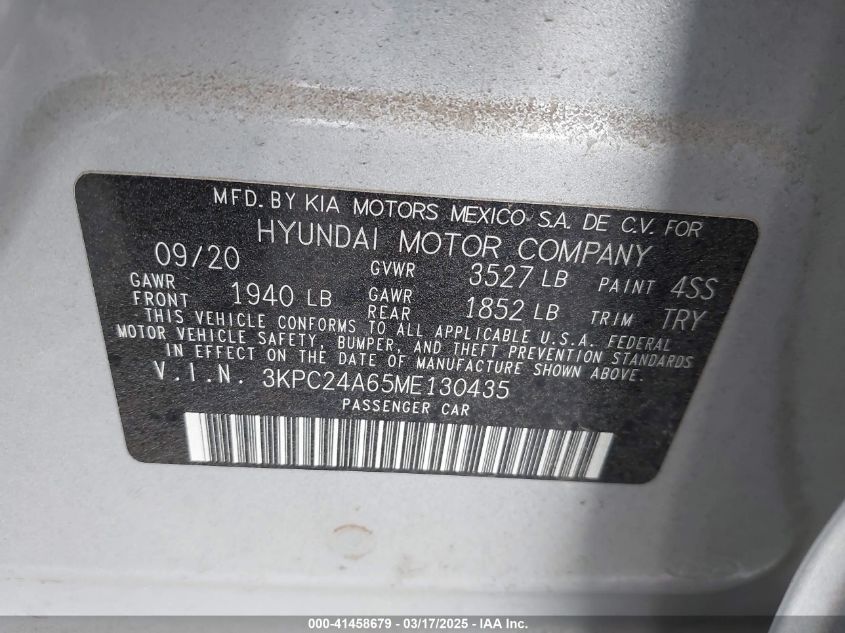 MFD. BY KIA MOTORS MEXICO S.A. DE C.V. FOR
HYUNDAI MOTOR COMPANY
09/20 GVWR 3527 LB PAINT 4SS
GAWR FRONT 1940 LB GAWR REAR 1852 LB TRIM TRY
THIS VEHICLE CONFORMS TO ALL APPLICABLE U.S.A. FEDERAL
MOTOR VEHICLE SAFETY, BUMPER, AND THEFT PREVENTION STANDARDS
IN EFFECT ON THE DATE OF MANUFACTURE SHOWN ABOVE.
V.I.N. 3KPC24A65ME130435
PASSENGER CAR
000-41458679 - 03/17/2025 - IAA Inc.